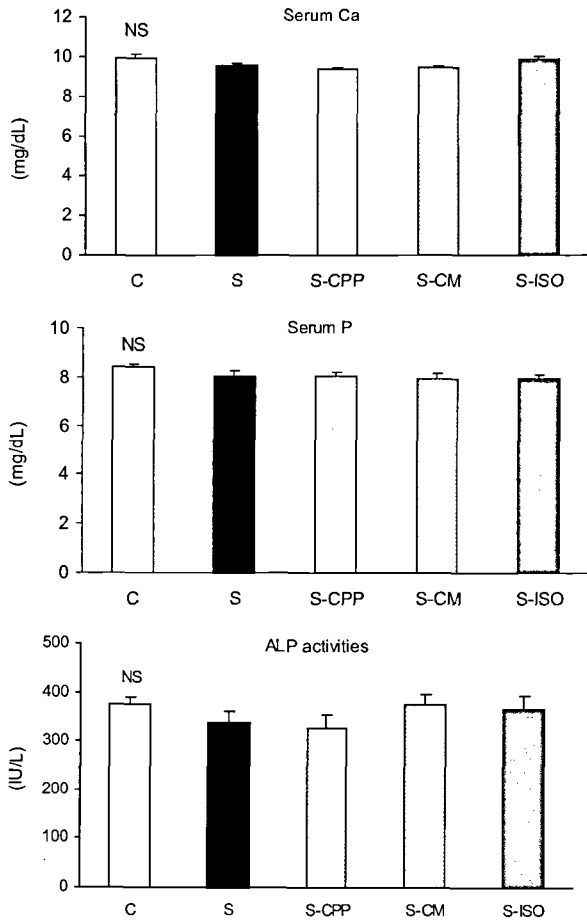 Serum Ca
NS
12
10
8
6
4
2
0
(mg/dL)
C S S-CPP S-CM S-ISO
Serum P
NS
10
8
6
4
2
0
(mg/dL)
C S S-CPP S-CM S-ISO
ALP activities
NS
500
400
300
200
100
0
(IU/L)
C S S-CPP S-CM S-ISO